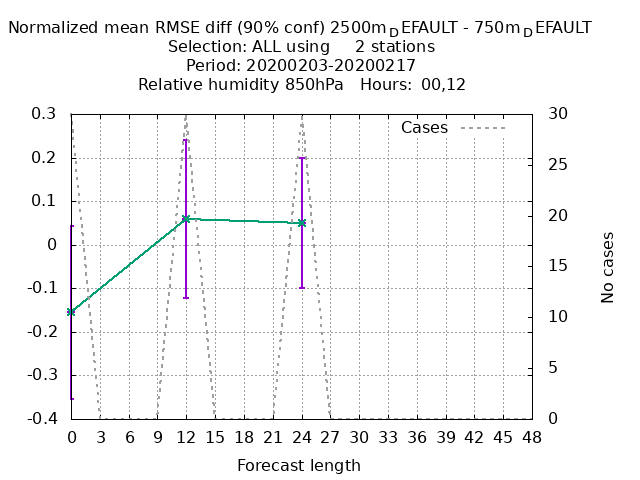 Normalized mean RMSE diff (90% conf) 2500m_DEFAULT - 750m_DEFAULT
Selection: ALL using     2 stations
Period: 20200203-20200217
Relative humidity 850hPa   Hours: 00,12
Cases
0.3
0.2
0.1
0
-0.1
-0.2
-0.3
-0.4
30
25
20
15
10
5
0
No cases
0 3 6 9 12 15 18 21 24 27 30 33 36 39 42 45 48
Forecast length